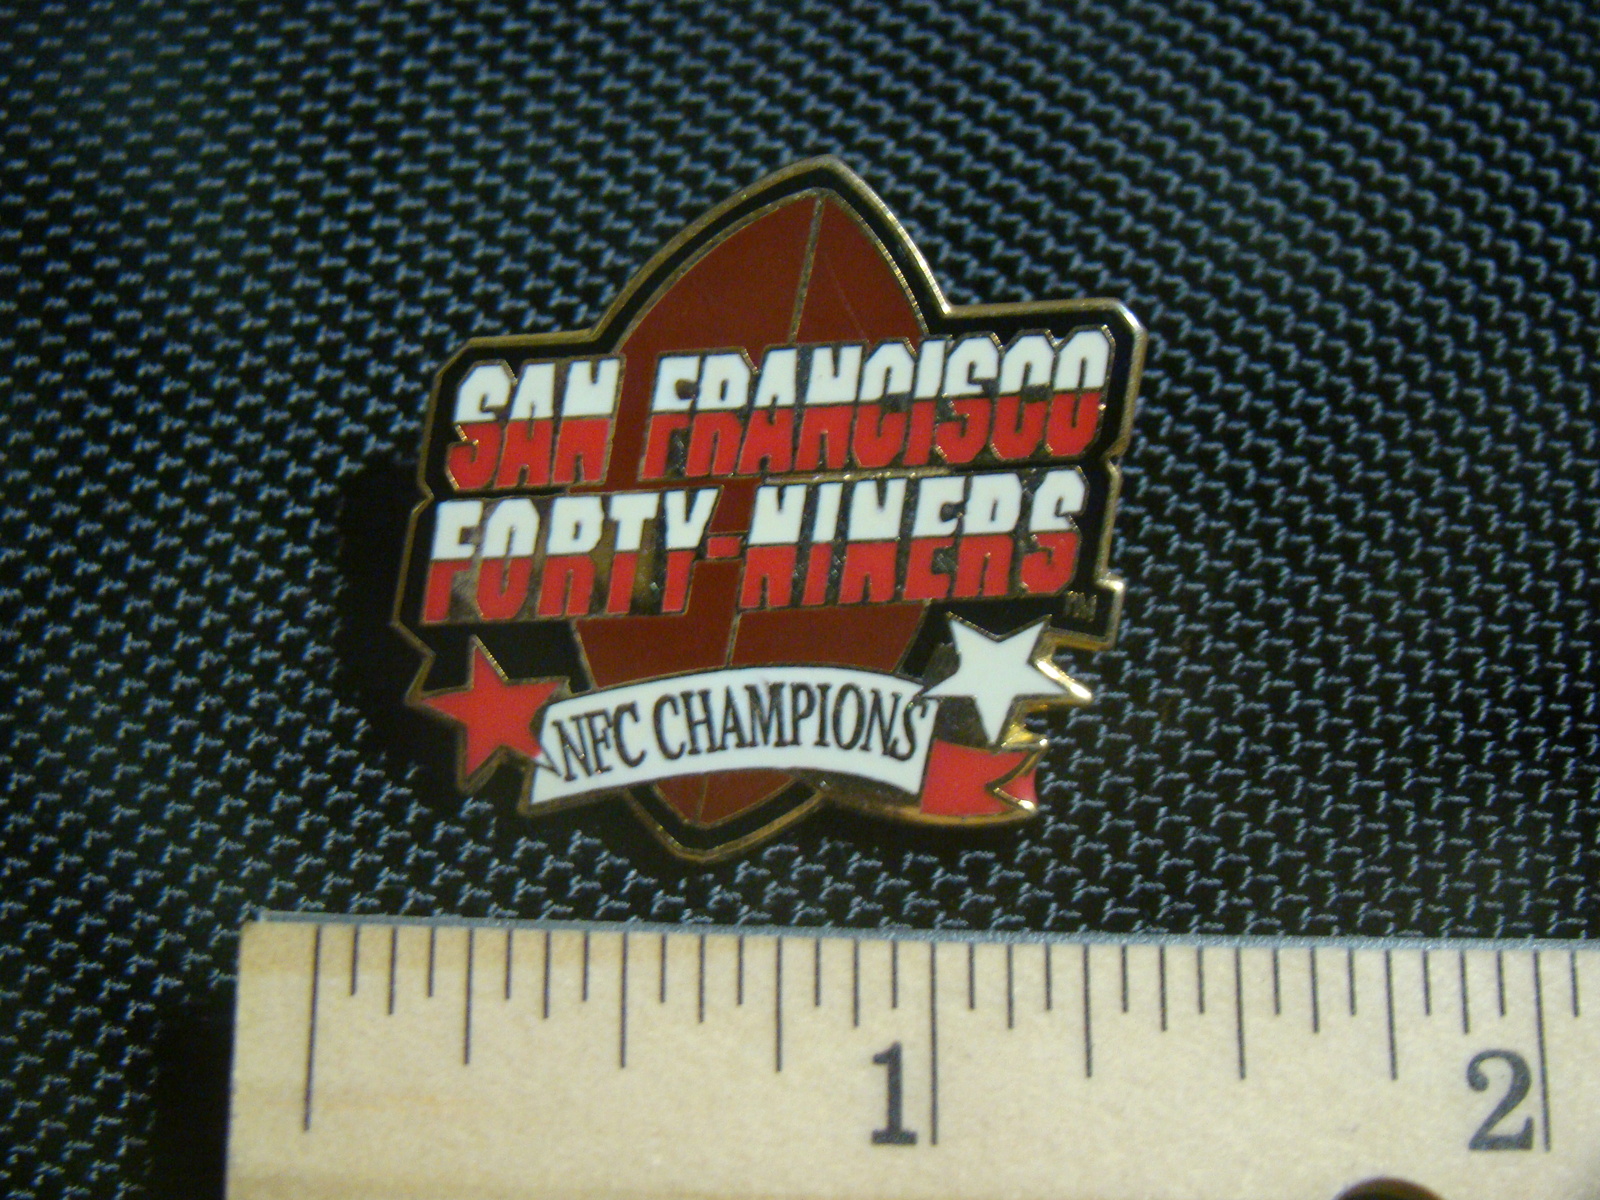 SAN FRANCISCO
FORTY-NINERS
TM
NFC CHAMPIONS
1
2